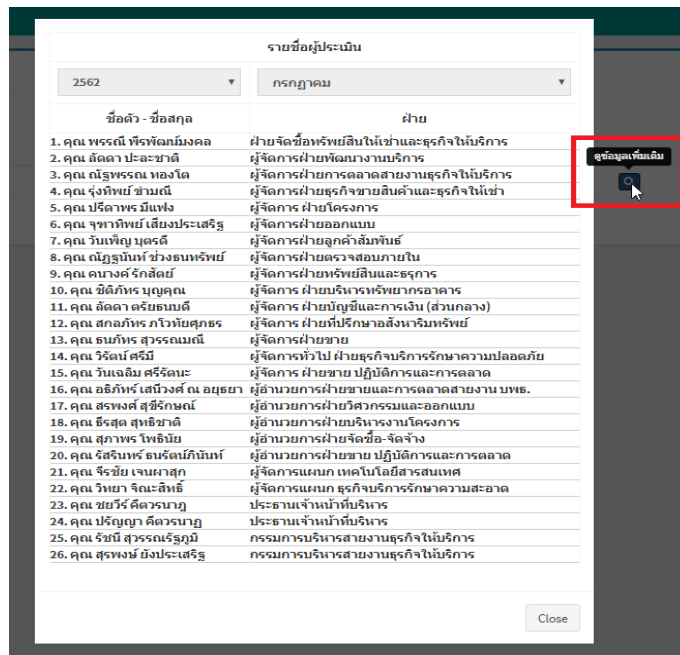 รายชื่อผู้ประเมิน
2562 กรกฎาคม
ชื่อตัว - ชื่อสกุล ฝ่าย
1. คุณ พรรณี พีรพัฒน์มงคล ฝ่ายจัดซื้อทรัพย์สินให้เช่าและธุรกิจให้บริการ
2. คุณ ลัดดา ปะละชาติ ผู้จัดการฝ่ายพัฒนางานบริการ
3. คุณ ณัฐพรรณ ทองโต ผู้จัดการฝ่ายการตลาดสายงานธุรกิจให้บริการ
4. คุณ รุ่งทิพย์ ช่ามณี ผู้จัดการฝ่ายธุรกิจขายสินค้าและธุรกิจให้เช่า
5. คุณ ปรีดาพร มีแฟง ผู้จัดการ ฝ่ายโครงการ
6. คุณ จุฑาทิพย์ เสียงประเสริฐ ผู้จัดการฝ่ายออกแบบ
7. คุณ วันเพ็ญ บุตรดี ผู้จัดการฝ่ายลูกค้าสัมพันธ์
8. คุณ ณัฏฐนันท์ ช่วงธนทรัพย์ ผู้จัดการฝ่ายตรวจสอบภายใน
9. คุณ คนางค์ รักสัตย์ ผู้จัดการฝ่ายทรัพย์สินและธรุการ
10. คุณ ชิติภัทร บุญคุณ ผู้จัดการ ฝ่ายบริหารทรัพยากรอาคาร
11. คุณ ลัดดา ตรัยธนบดี ผู้จัดการ ฝ่ายบัญชีและการเงิน (ส่วนกลาง)
12. คุณ สกลภัทร ภโวทัยศุภธร ผู้จัดการ ฝ่ายที่ปรึกษาอสังหาริมทรัพย์
13. คุณ ธนภัทร สุวรรณมณี ผู้จัดการฝ่ายขาย
14. คุณ วิรัตน์ ศรีมี ผู้จัดการทั่วไป ฝ่ายธุรกิจบริการรักษาความปลอดภัย
15. คุณ วันเฉลิม ศรีรัตนะ ผู้จัดการ ฝ่ายขาย ปฏิบัติการและการตลาด
16. คุณ อธิภัทร์ เสนีวงศ์ ณ อยุธยา ผู้อำนวยการฝ่ายขายและการตลาดสายงาน บพธ.
17. คุณ สรพงศ์ สุขีรักษณ์ ผู้อำนวยการฝ่ายวิศวกรรมและออกแบบ
18. คุณ ธีรสุต สุทธิชาติ ผู้อำนวยการฝ่ายบริหารงานโครงการ
19. คุณ สุภาพร โพธินัย ผู้อำนวยการฝ่ายจัดซื้อ-จัดจ้าง
20. คุณ รัสรินทร์ ธนรัตน์ภินันท์ ผู้อำนวยการฝ่ายขาย ปฏิบัติการและการตลาด
21. คุณ จีรชัย เจนผาสุก ผู้จัดการแผนก เทคโนโลยีสารสนเทศ
22. คุณ วิทยา จิณะสิทธิ์ ผู้จัดการแผนก ธุรกิจบริการรักษาความสะอาด
23. คุณ ชยวีร์ คีตวรนาฏ ประธานเจ้าหน้าที่บริหาร
24. คุณ ปรัญญา คีตวรนาฏ ประธานเจ้าหน้าที่บริหาร
25. คุณ รัชนี สุวรรณรัฐภูมิ กรรมการบริหารสายงานธุรกิจให้บริการ
26. คุณ สุรพงษ์ ยังประเสริฐ กรรมการบริหารสายงานธุรกิจให้บริการ
ดูข้อมูลเพิ่มเติม
Close